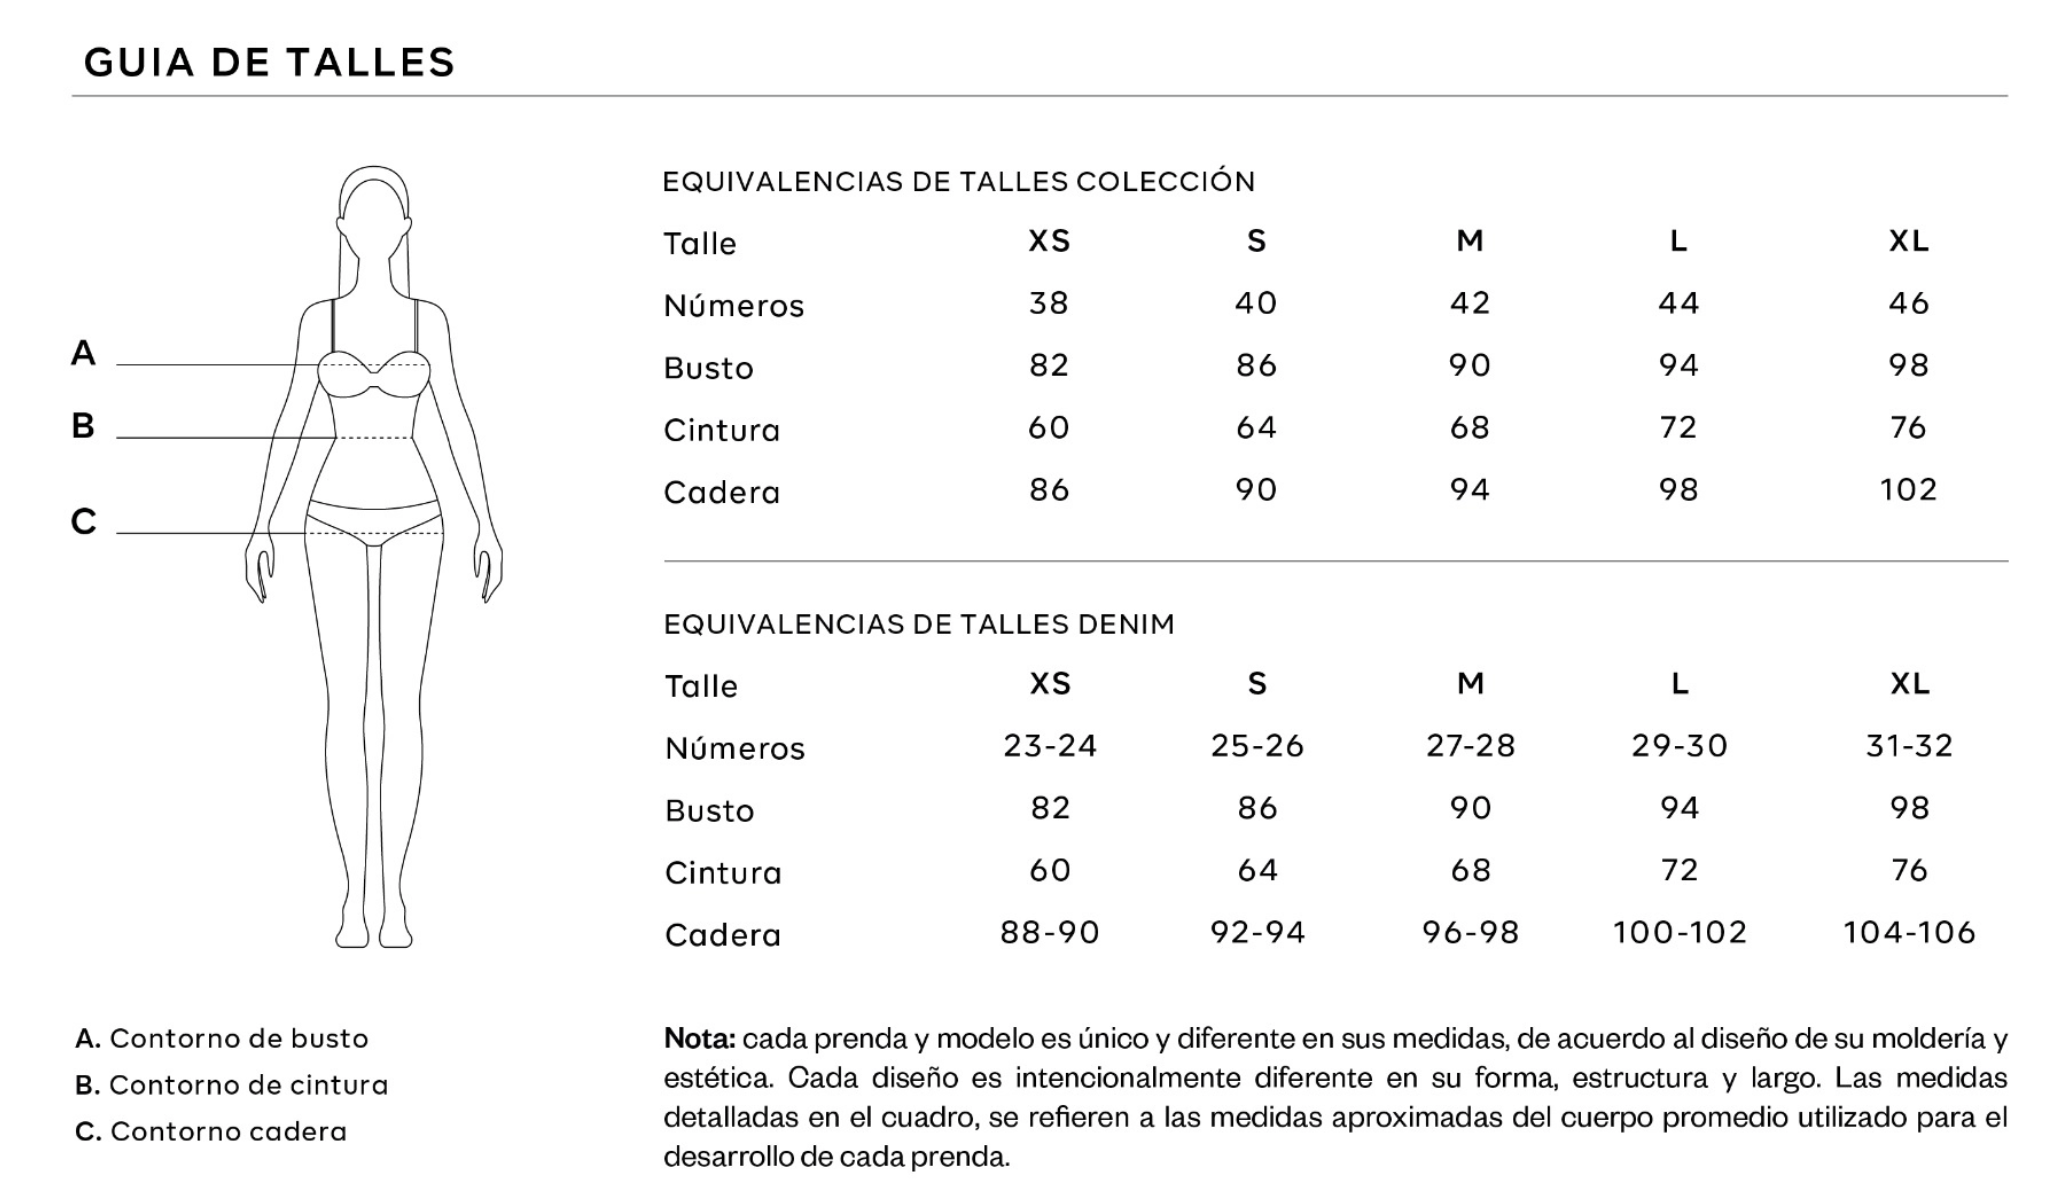 GUIA DE TALLES
A
B
C
A. Contorno de busto
B. Contorno de cintura
C. Contorno cadera
EQUIVALENCIAS DE TALLES COLECCIÓN
Talle XS S M L XL
Números 38 40 42 44 46
Busto 82 86 90 94 98
Cintura 60 64 68 72 76
Cadera 86 90 94 98 102
EQUIVALENCIAS DE TALLES DENIM
Talle XS S M L XL
Números 23-24 25-26 27-28 29-30 31-32
Busto 82 86 90 94 98
Cintura 60 64 68 72 76
Cadera 88-90 92-94 96-98 100-102 104-106
Nota: cada prenda y modelo es único y diferente en sus medidas, de acuerdo al diseño de su moldería y
estética. Cada diseño es intencionalmente diferente en su forma, estructura y largo. Las medidas
detalladas en el cuadro, se refieren a las medidas aproximadas del cuerpo promedio utilizado para el
desarrollo de cada prenda.